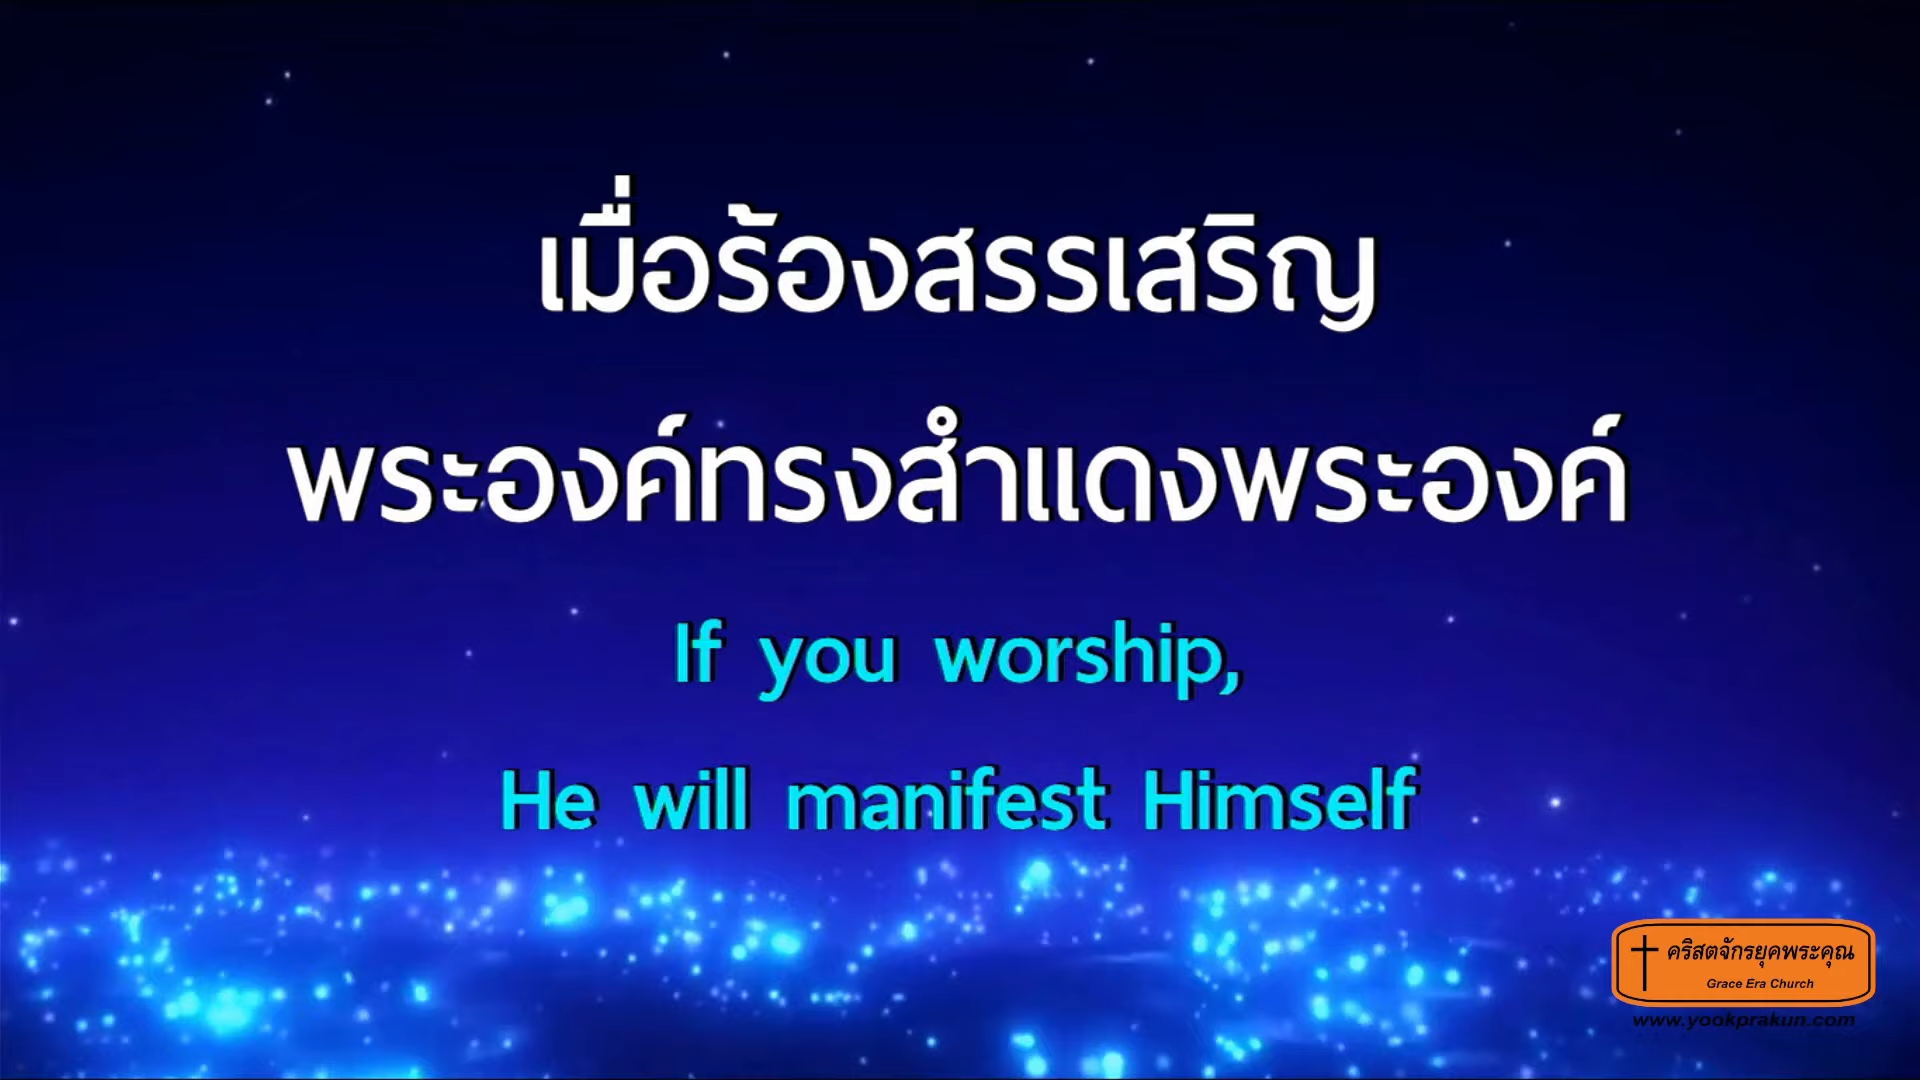 เมื่อร้องสรรเสริญ
พระองค์ทรงสำแดงพระองค์
If you worship,
He will manifest Himself
คริสตจักรยุคพระคุณ
Grace Era Church
www.yookprakun.com